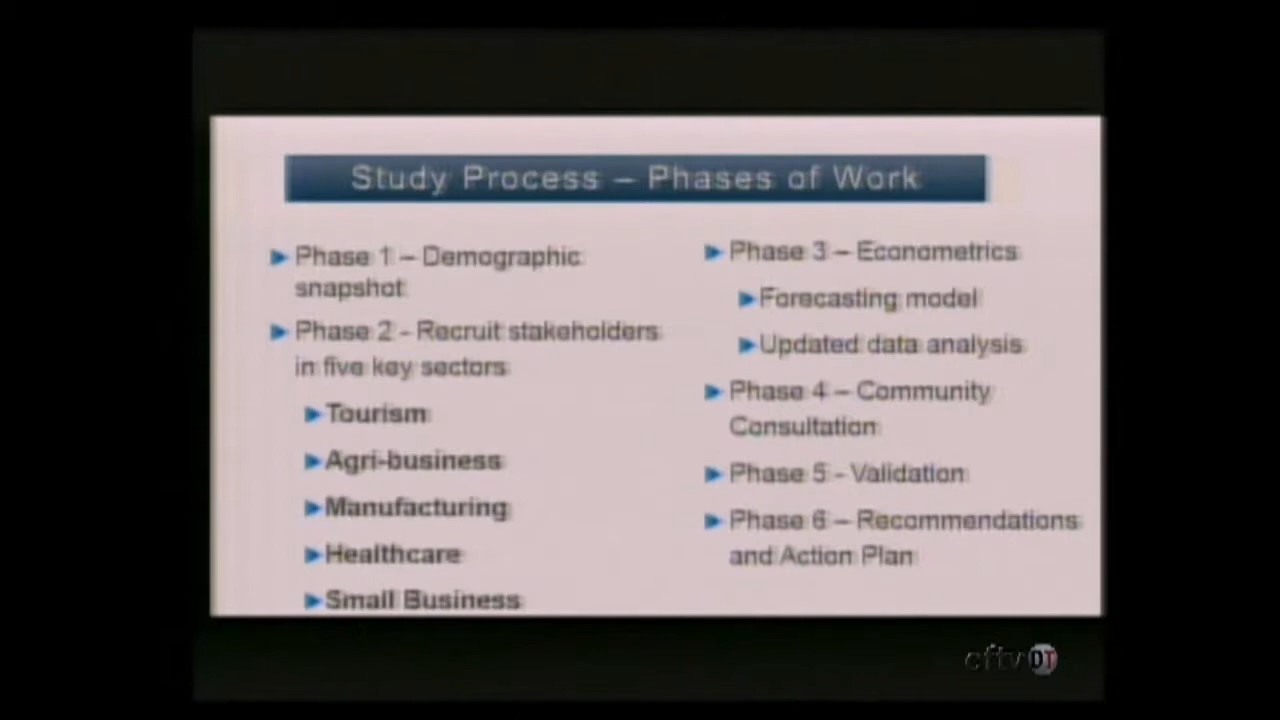 Study Process – Phases of Work
Phase 1 – Demographic
snapshot
Phase 2 - Recruit stakeholders
in five key sectors
Tourism
Agri-business
Manufacturing
Healthcare
Small Business
Phase 3 – Econometrics
Forecasting model
Updated data analysis
Phase 4 – Community
Consultation
Phase 5 - Validation
Phase 6 – Recommendations
and Action Plan
cftv DT